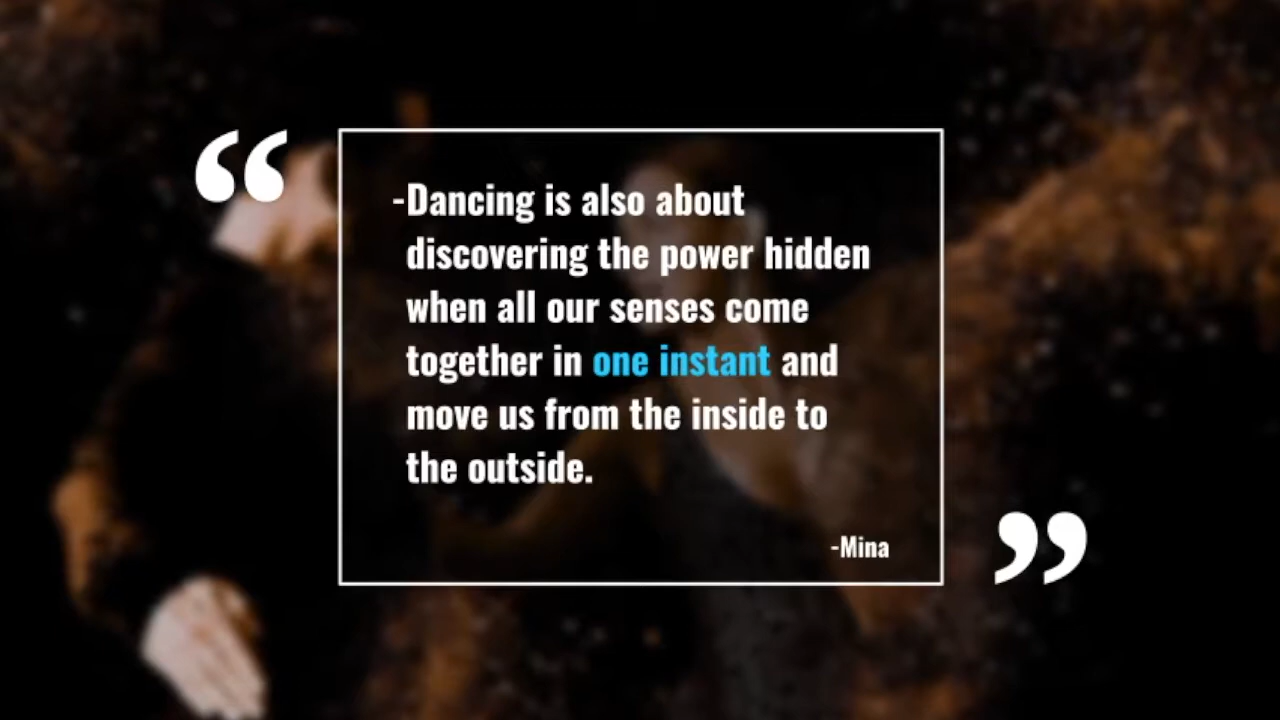 “
-Dancing is also about
discovering the power hidden
when all our senses come
together in one instant and
move us from the inside to
the outside.
-Mina
”